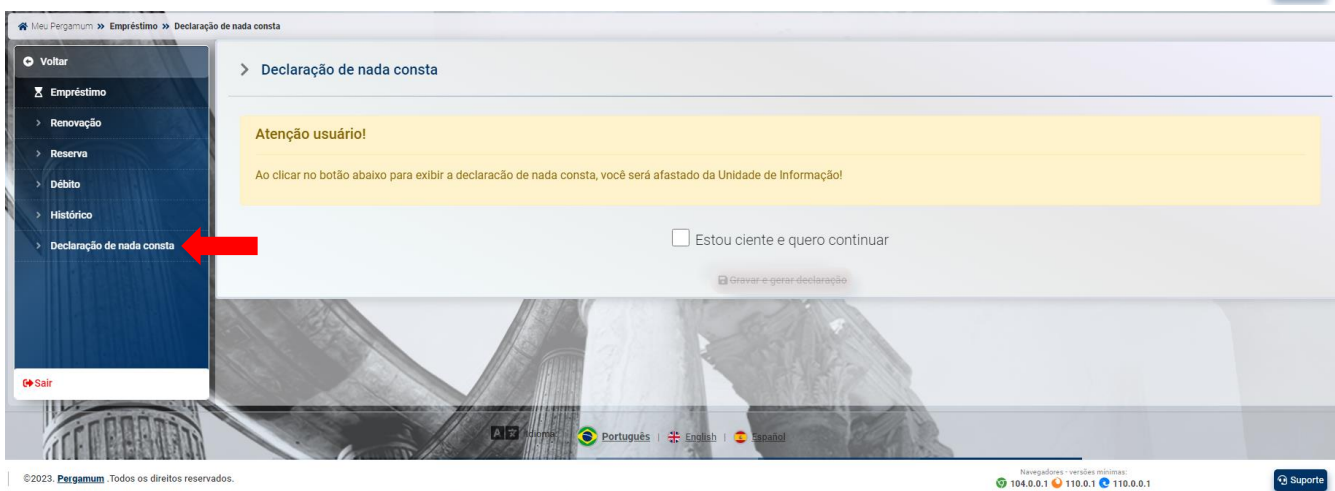 Meu Pergamum » Empréstimo » Declaração de nada consta
Voltar
Empréstimo
Renovação
Reserva
Débito
Histórico
Declaração de nada consta
Sair
Declaração de nada consta
Atenção usuário!
Ao clicar no botão abaixo para exibir a declaracão de nada consta, você será afastado da Unidade de Informação!
Estou ciente e quero continuar
Gravar e gerar declaração
Idioma: Português | English | Español
©2023. Pergamum .Todos os direitos reservados.
Navegadores - versões mínimas:
104.0.0.1 110.0.1 110.0.0.1
Suporte